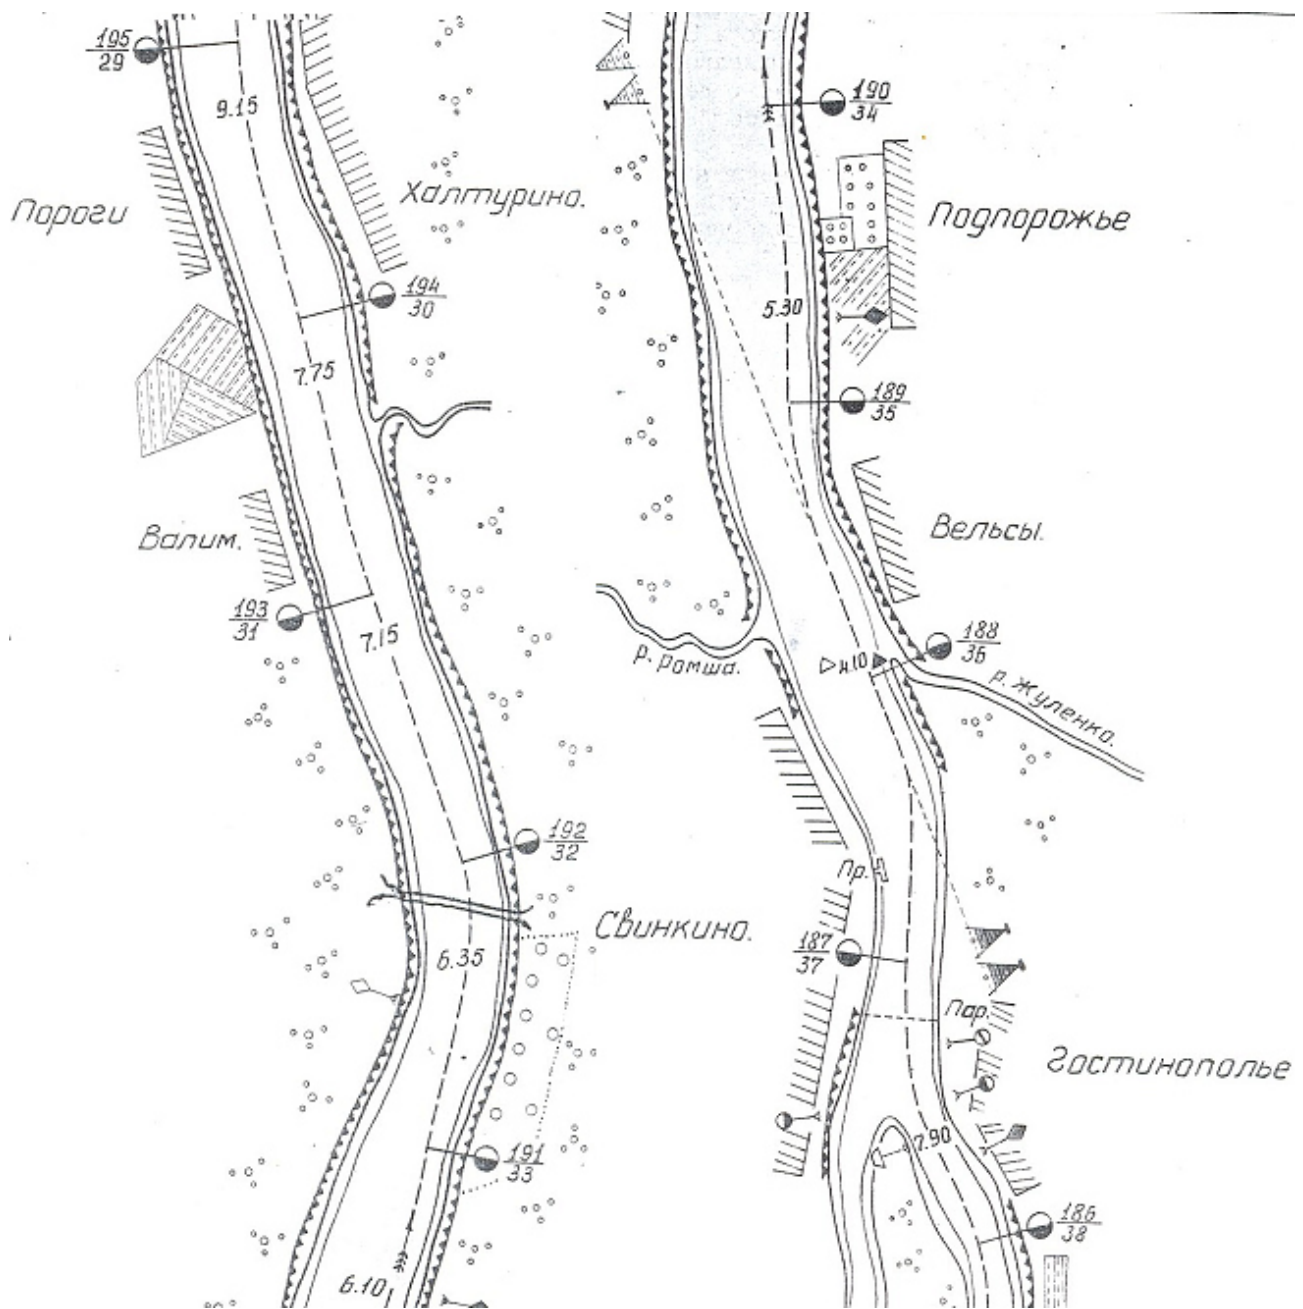 195
29
9.15
Пороги
Халтурино.
194
30
7.75
Валим.
193
31
7.15
192
32
Свинкино.
6.35
191
33
6.10
190
34
Подпорожье
5.30
189
35
Вельсы.
188
36
4.10
р. Ромша.
р. Жуленка.
Пр.
187
37
Пар.
Гостинополье
7.90
186
38